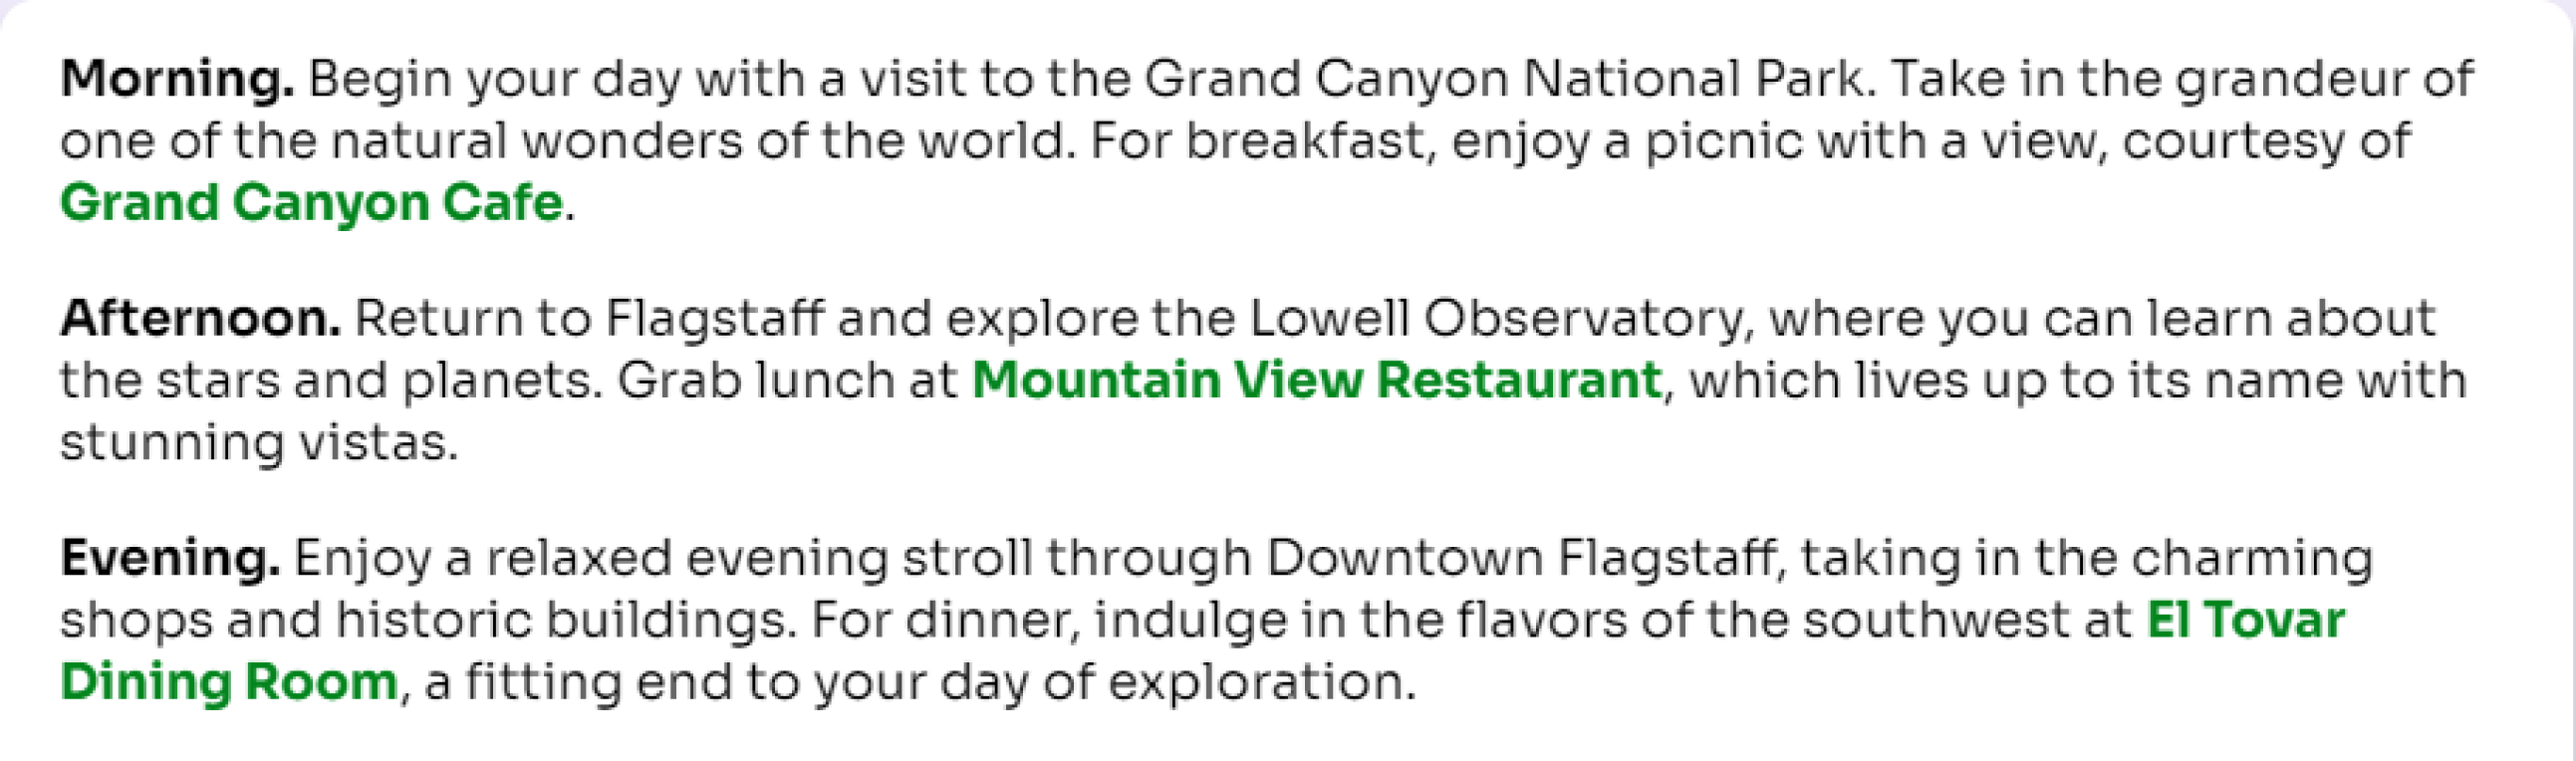 Morning. Begin your day with a visit to the Grand Canyon National Park. Take in the grandeur of
one of the natural wonders of the world. For breakfast, enjoy a picnic with a view, courtesy of
Grand Canyon Cafe.
Afternoon. Return to Flagstaff and explore the Lowell Observatory, where you can learn about
the stars and planets. Grab lunch at Mountain View Restaurant, which lives up to its name with
stunning vistas.
Evening. Enjoy a relaxed evening stroll through Downtown Flagstaff, taking in the charming
shops and historic buildings. For dinner, indulge in the flavors of the southwest at El Tovar
Dining Room, a fitting end to your day of exploration.